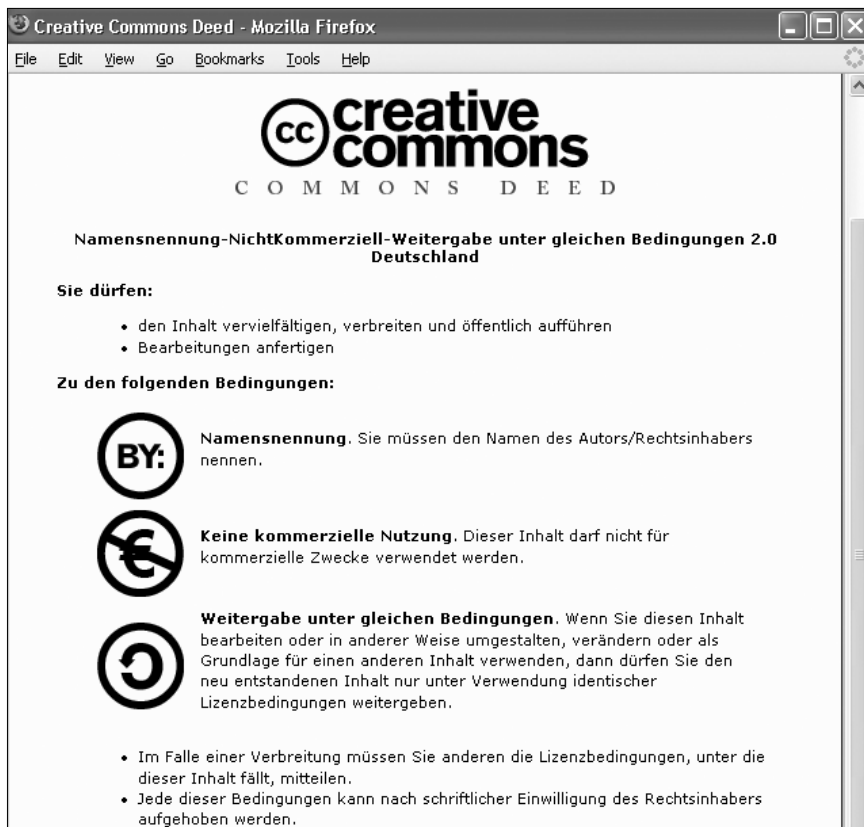 Creative Commons Deed - Mozilla Firefox
File Edit View Go Bookmarks Tools Help
cc creative
commons
COMMONS DEED
Namensnennung-NichtKommerziell-Weitergabe unter gleichen Bedingungen 2.0
Deutschland
Sie dürfen:
• den Inhalt vervielfältigen, verbreiten und öffentlich aufführen
• Bearbeitungen anfertigen
Zu den folgenden Bedingungen:
BY:
Namensnennung. Sie müssen den Namen des Autors/Rechtsinhabers
nennen.
€
Keine kommerzielle Nutzung. Dieser Inhalt darf nicht für
kommerzielle Zwecke verwendet werden.
Weitergabe unter gleichen Bedingungen. Wenn Sie diesen Inhalt
bearbeiten oder in anderer Weise umgestalten, verändern oder als
Grundlage für einen anderen Inhalt verwenden, dann dürfen Sie den
neu entstandenen Inhalt nur unter Verwendung identischer
Lizenzbedingungen weitergeben.
• Im Falle einer Verbreitung müssen Sie anderen die Lizenzbedingungen, unter die
dieser Inhalt fällt, mitteilen.
• Jede dieser Bedingungen kann nach schriftlicher Einwilligung des Rechtsinhabers
aufgehoben werden.